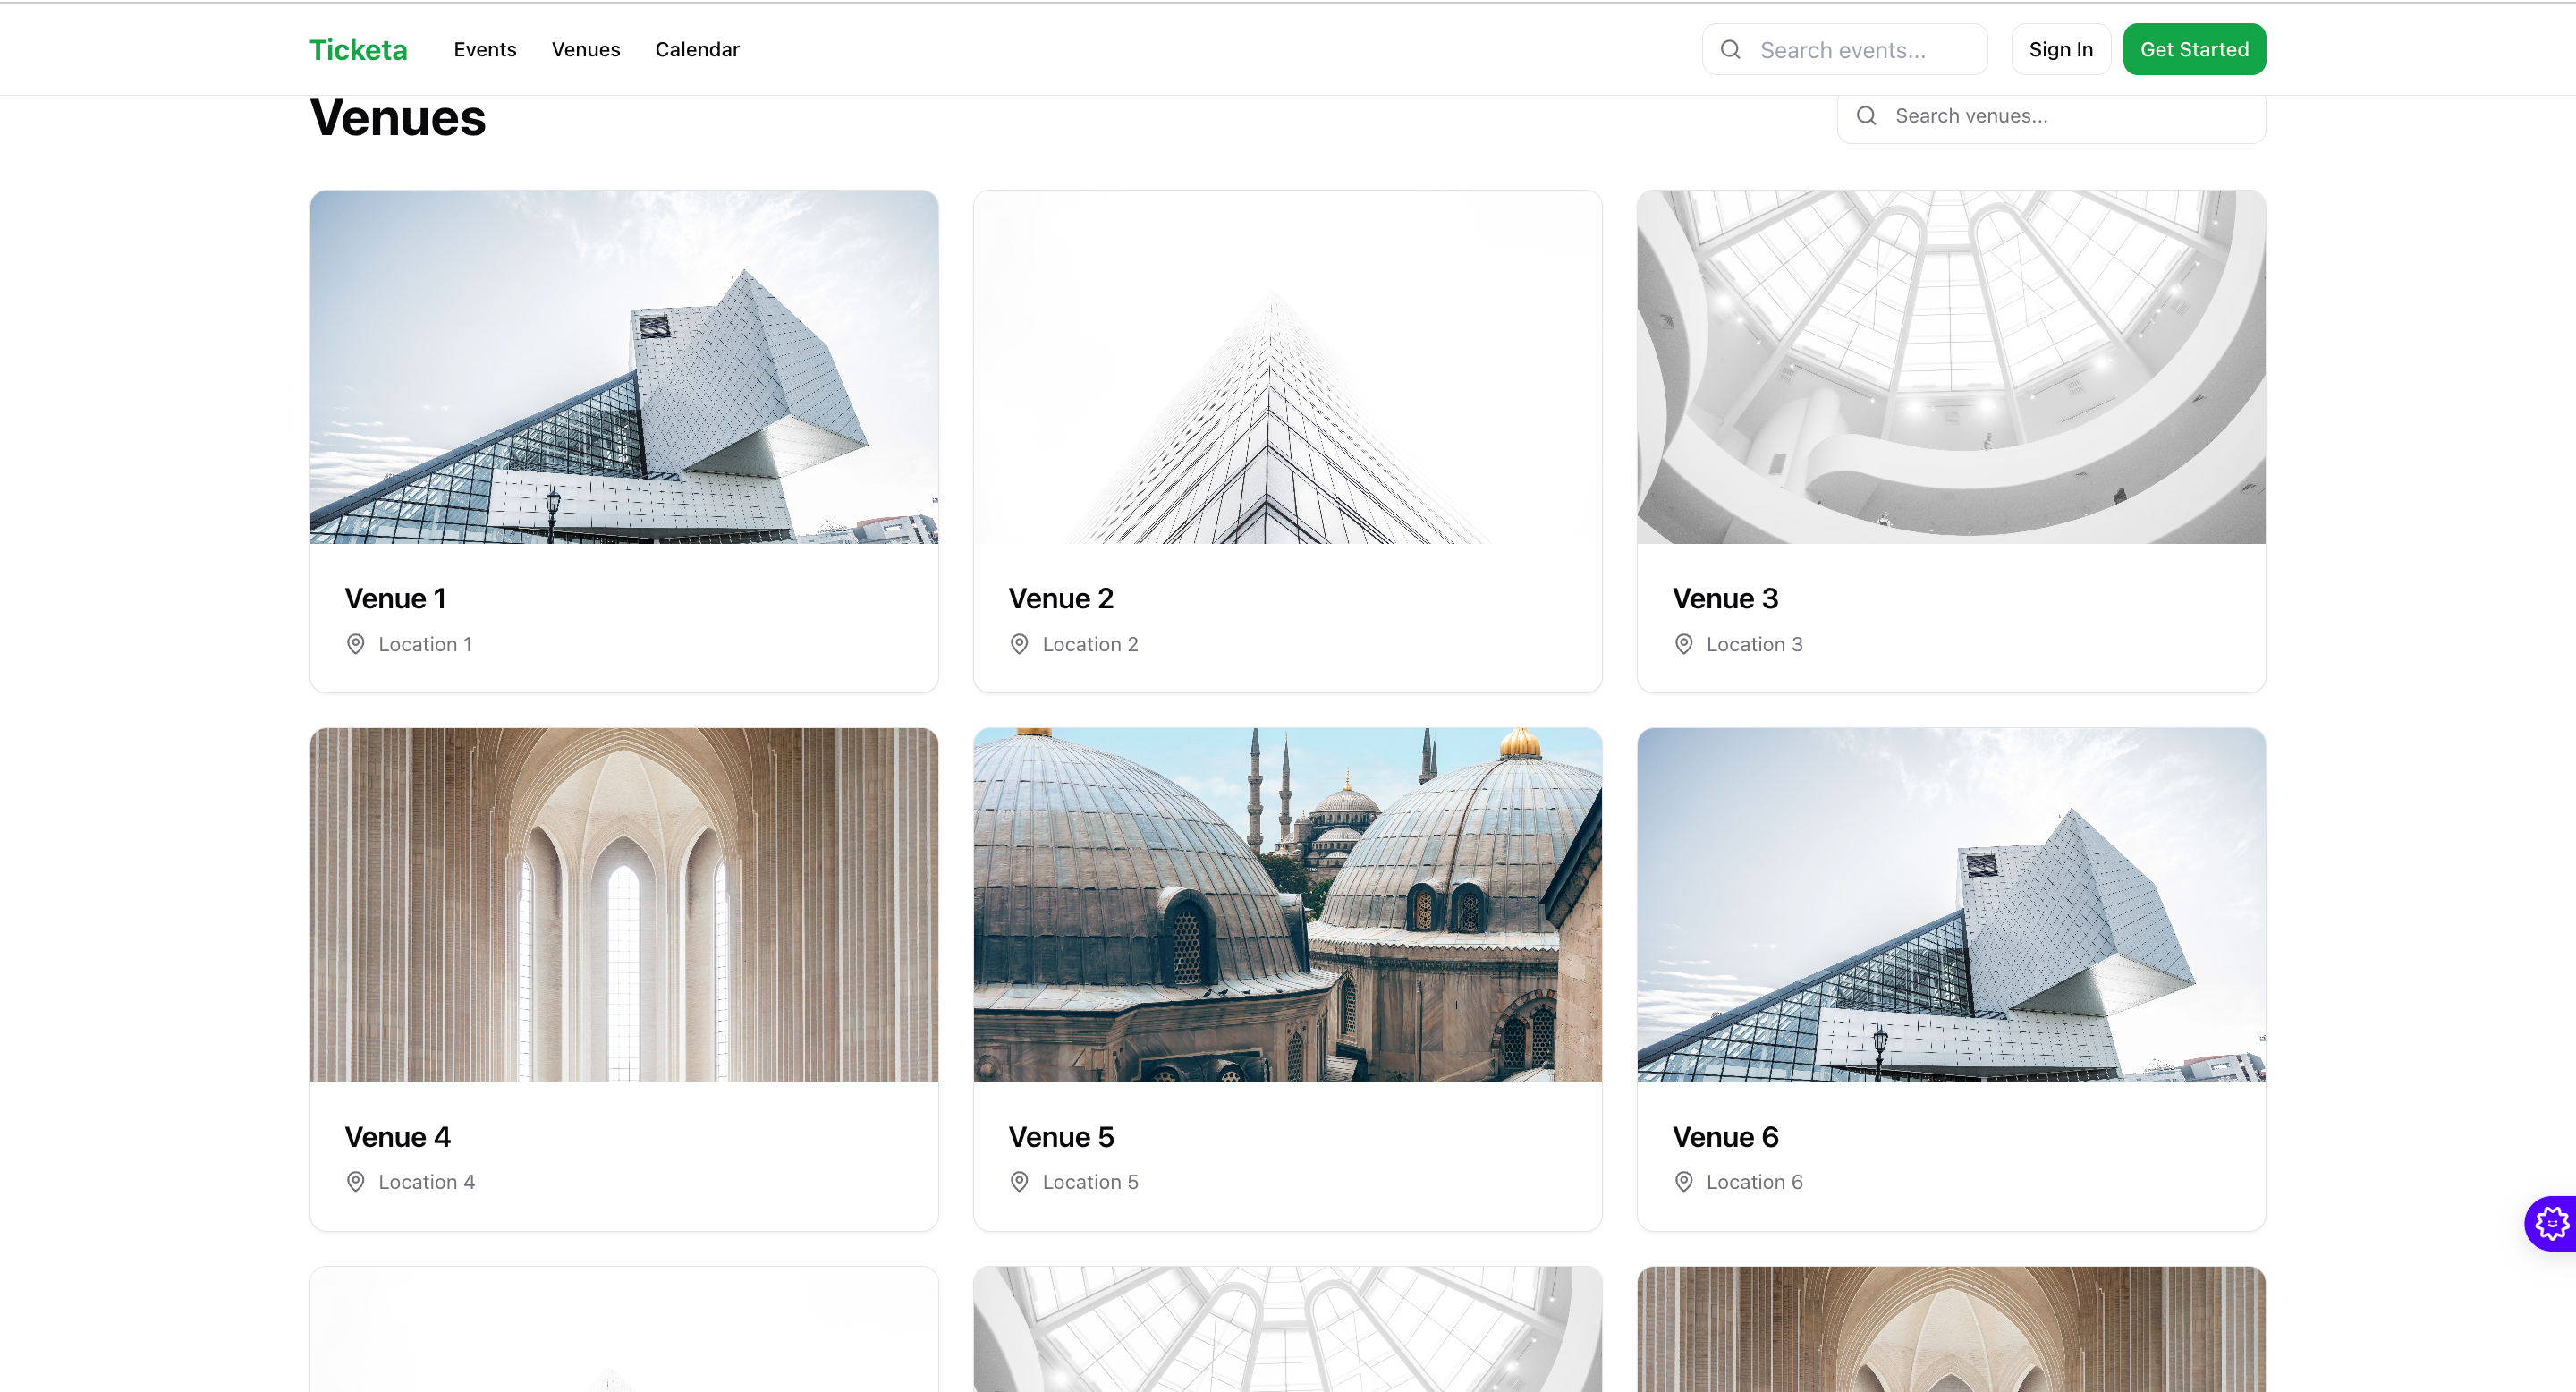 Ticketa Events Venues Calendar Search events... Sign In Get Started
Venues Search venues...
Venue 1 Venue 2 Venue 3
Location 1 Location 2 Location 3
Venue 4 Venue 5 Venue 6
Location 4 Location 5 Location 6